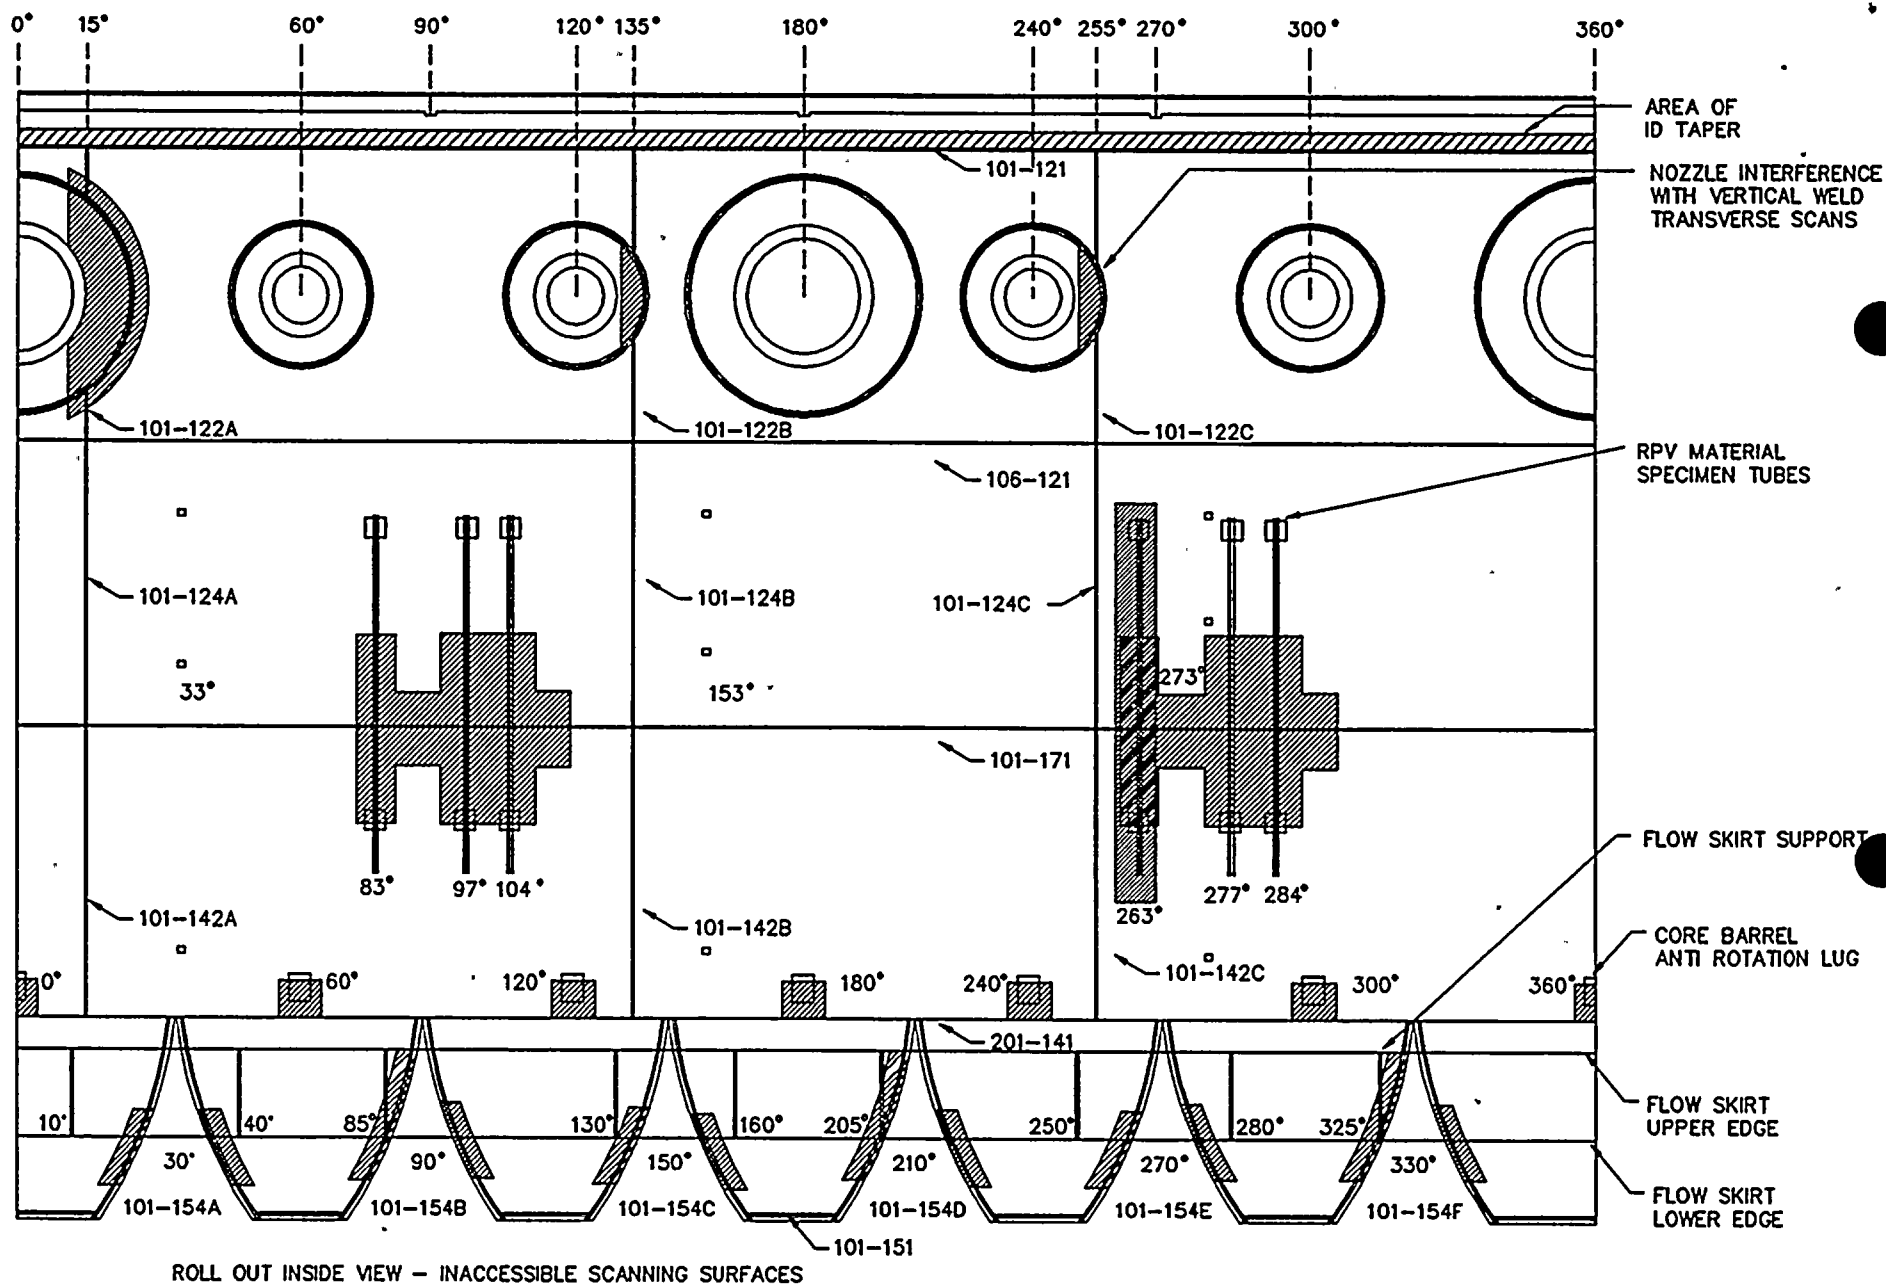 0° 15° 60° 90° 120° 135° 180° 240° 255° 270° 300° 360°
AREA OF
ID TAPER
101-121
NOZZLE INTERFERENCE
WITH VERTICAL WELD
TRANSVERSE SCANS
101-122A
101-122B
101-122C
106-121
RPV MATERIAL
SPECIMEN TUBES
101-124A
101-124B
101-124C
33°
153°
273°
101-171
FLOW SKIRT SUPPORT
83° 97° 104°
263° 277° 284°
101-142A
101-142B
101-142C
CORE BARREL
ANTI ROTATION LUG
0° 60° 120° 180° 240° 300° 360°
201-141
10° 40° 85° 130° 160° 205° 250° 280° 325°
FLOW SKIRT
UPPER EDGE
30° 90° 150° 210° 270° 330°
101-154A 101-154B 101-154C 101-154D 101-154E 101-154F
FLOW SKIRT
LOWER EDGE
101-151
ROLL OUT INSIDE VIEW - INACCESSIBLE SCANNING SURFACES